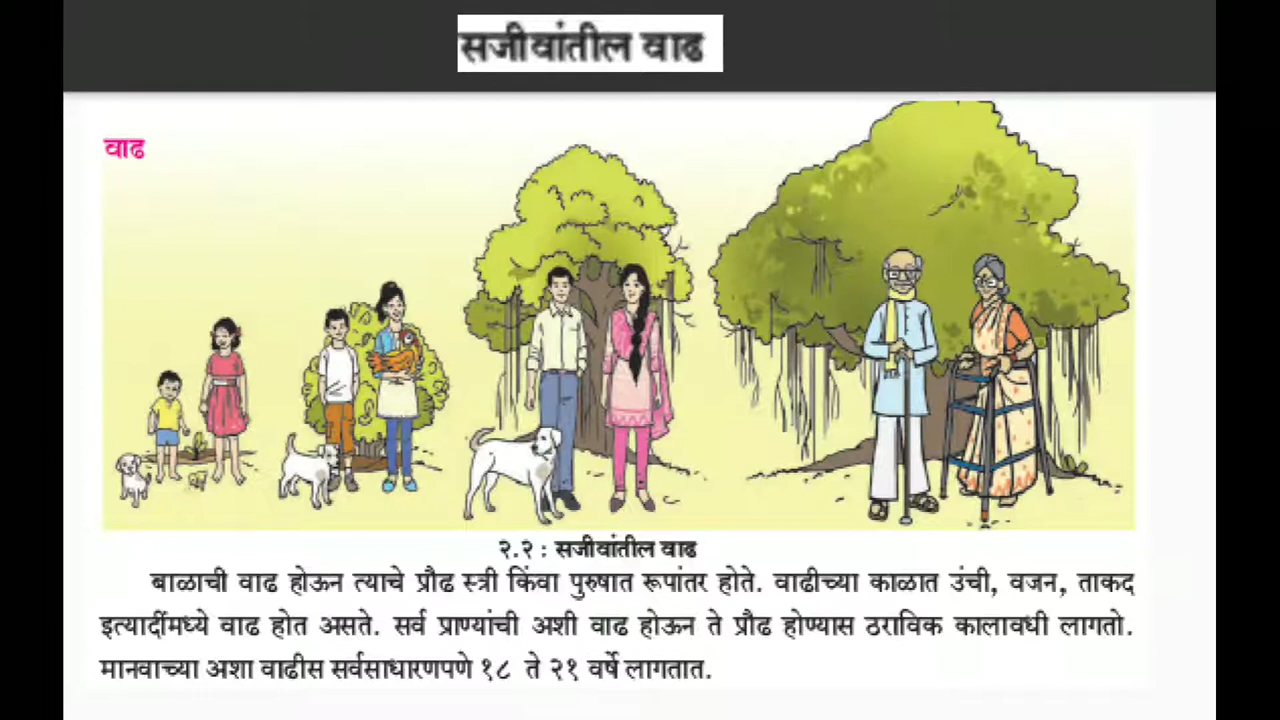 सजीवांतील वाढ
वाढ
२.२ : सजीवांतील वाढ
बाळाची वाढ होऊन त्याचे प्रौढ स्त्री किंवा पुरुषात रूपांतर होते. वाढीच्या काळात उंची, वजन, ताकद
इत्यादींमध्ये वाढ होत असते. सर्व प्राण्यांची अशी वाढ होऊन ते प्रौढ होण्यास ठराविक कालावधी लागतो.
मानवाच्या अशा वाढीस सर्वसाधारणपणे १८ ते २१ वर्षे लागतात.